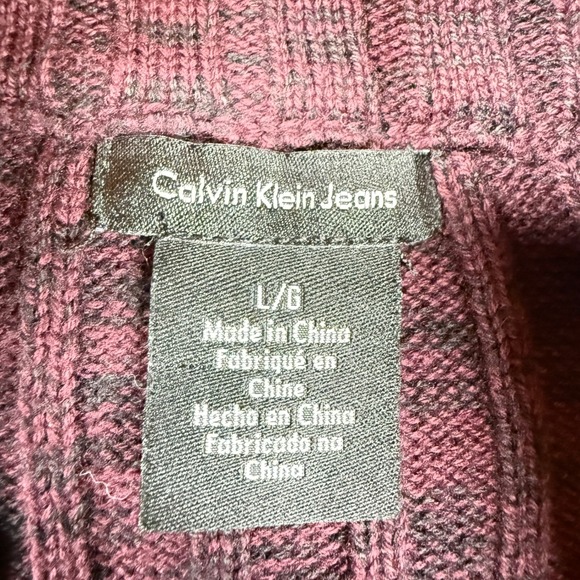 Calvin Klein Jeans
L/G
Made in China
Fabriqué en
Chine
Hecho en China
Fabricado na
China